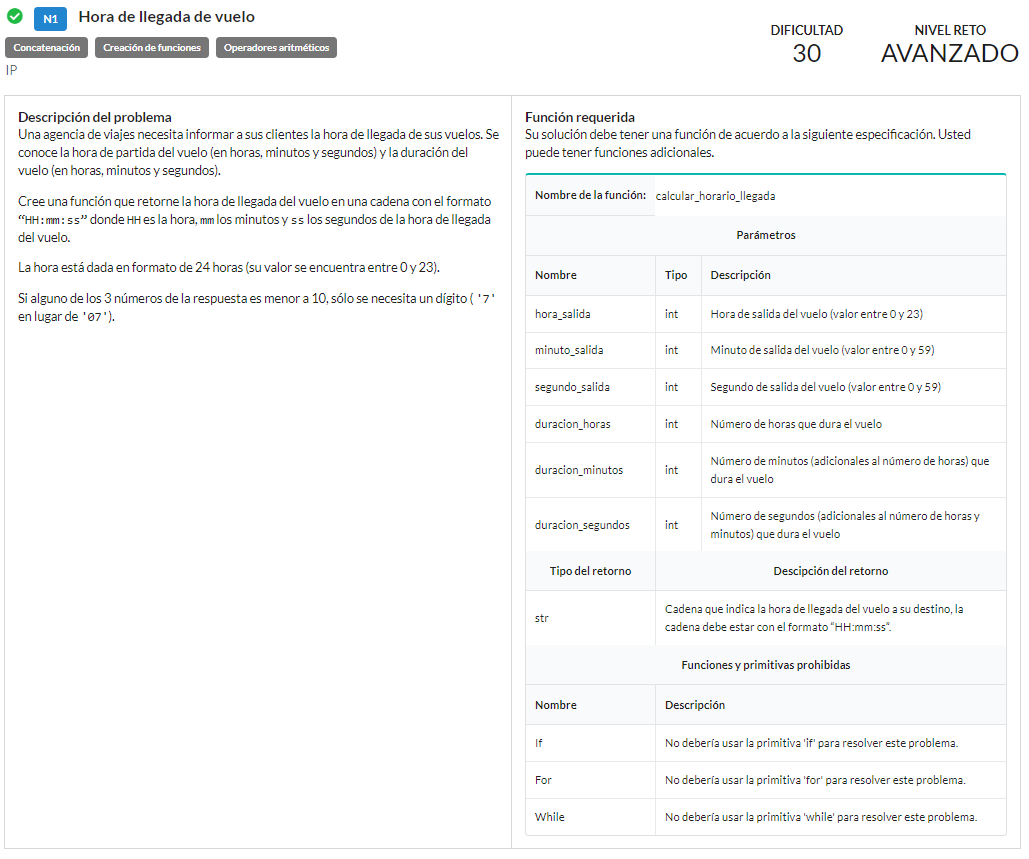 N1 Hora de llegada de vuelo
Concatenación Creación de funciones Operadores aritméticos
IP
DIFICULTAD
30
NIVEL RETO
AVANZADO
Descripción del problema
Una agencia de viajes necesita informar a sus clientes la hora de llegada de sus vuelos. Se
conoce la hora de partida del vuelo (en horas, minutos y segundos) y la duración del
vuelo (en horas, minutos y segundos).
Cree una función que retorne la hora de llegada del vuelo en una cadena con el formato
“HH:mm:ss” donde HH es la hora, mm los minutos y ss los segundos de la hora de llegada
del vuelo.
La hora está dada en formato de 24 horas (su valor se encuentra entre 0 y 23).
Si alguno de los 3 números de la respuesta es menor a 10, sólo se necesita un dígito ( '7'
en lugar de '07').
Función requerida
Su solución debe tener una función de acuerdo a la siguiente especificación. Usted
puede tener funciones adicionales.
Nombre de la función: calcular_horario_llegada
Parámetros
Nombre Tipo Descripción
hora_salida int Hora de salida del vuelo (valor entre 0 y 23)
minuto_salida int Minuto de salida del vuelo (valor entre 0 y 59)
segundo_salida int Segundo de salida del vuelo (valor entre 0 y 59)
duracion_horas int Número de horas que dura el vuelo
duracion_minutos int Número de minutos (adicionales al número de horas) que
dura el vuelo
duracion_segundos int Número de segundos (adicionales al número de horas y
minutos) que dura el vuelo
Tipo del retorno Descipción del retorno
str Cadena que indica la hora de llegada del vuelo a su destino, la
cadena debe estar con el formato “HH:mm:ss“.
Funciones y primitivas prohibidas
Nombre Descripción
If No debería usar la primitiva 'if' para resolver este problema.
For No debería usar la primitiva 'for' para resolver este problema.
While No debería usar la primitiva 'while' para resolver este problema.